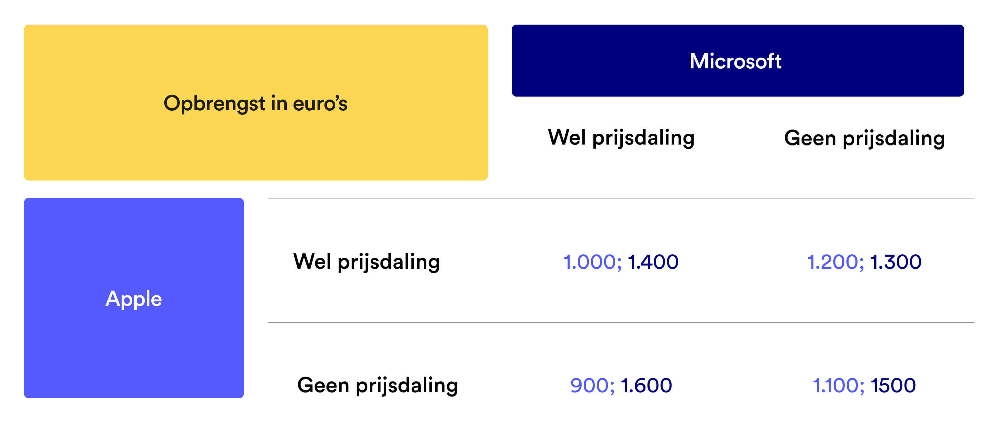 Opbrengst in euro’s
Microsoft
Wel prijsdaling Geen prijsdaling
Apple
Wel prijsdaling 1.000; 1.400 1.200; 1.300
Geen prijsdaling 900; 1.600 1.100; 1500